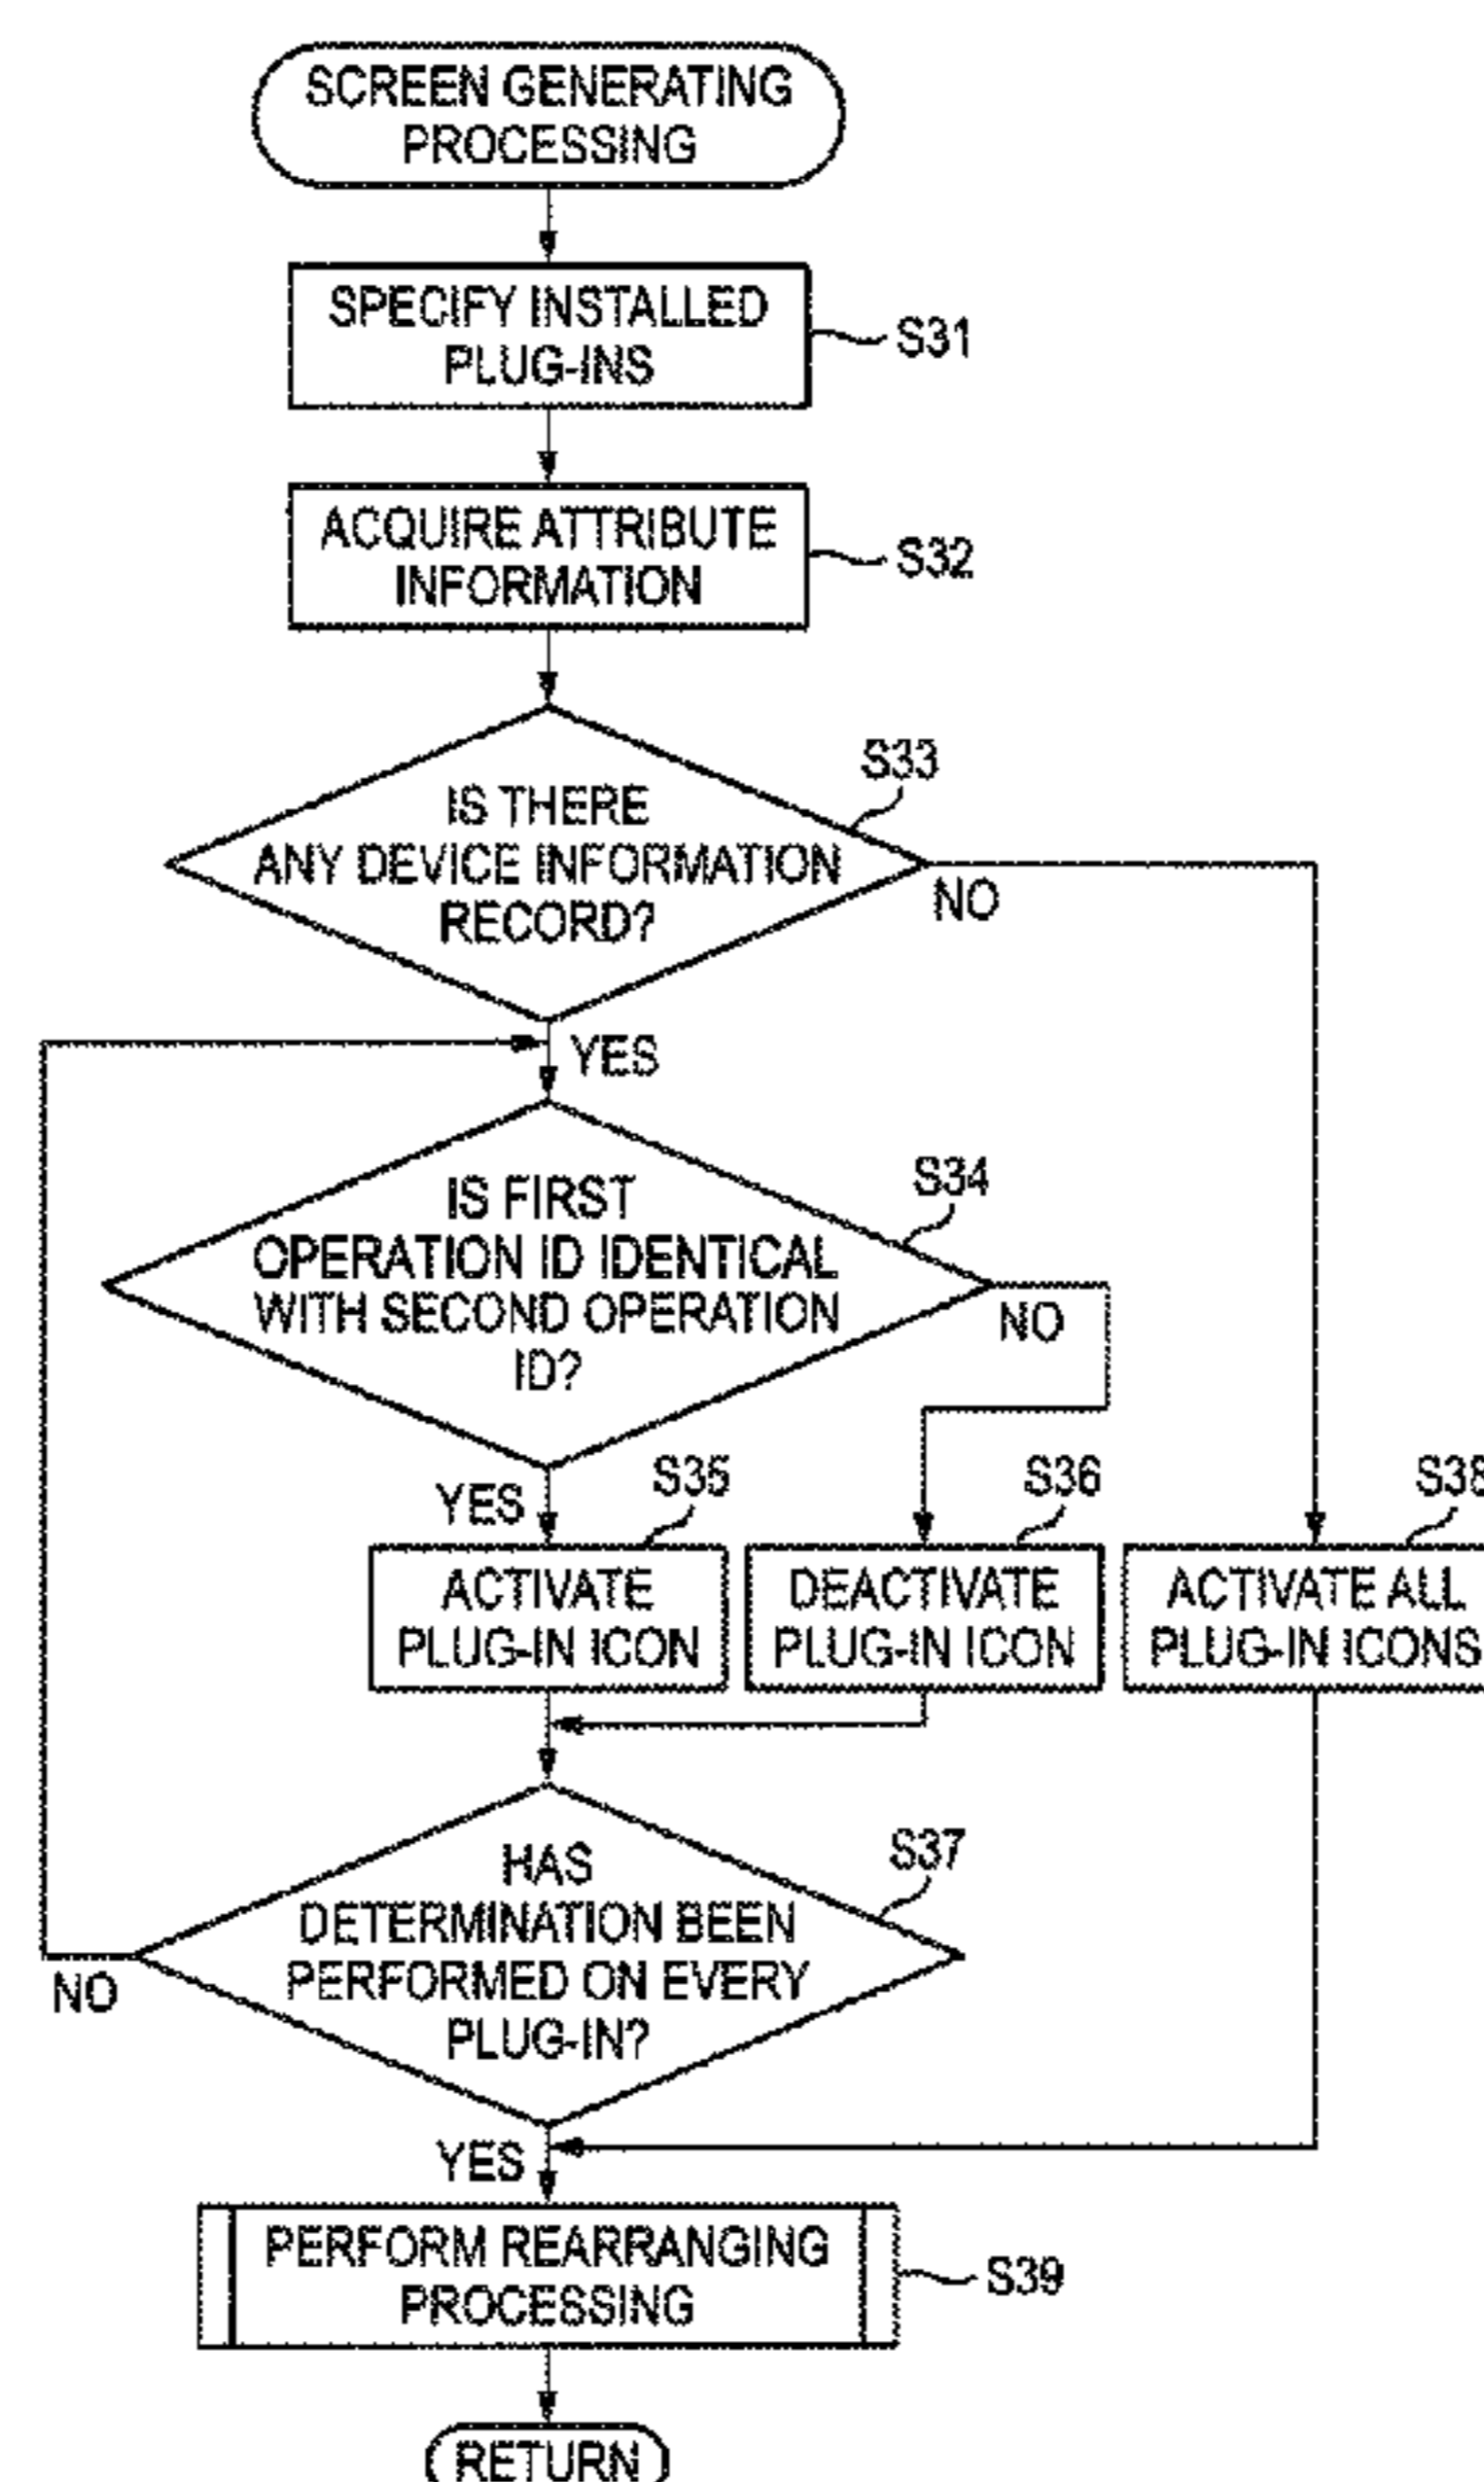 SCREEN GENERATING
PROCESSING
SPECIFY INSTALLED
PLUG-INS
S31
ACQUIRE ATTRIBUTE
INFORMATION
S32
S33
IS THERE
ANY DEVICE INFORMATION
RECORD?
NO
YES
S34
IS FIRST
OPERATION ID IDENTICAL
WITH SECOND OPERATION
ID?
NO
YES
S35
S36
S38
ACTIVATE
PLUG-IN ICON
DEACTIVATE
PLUG-IN ICON
ACTIVATE ALL
PLUG-IN ICONS
S37
HAS
DETERMINATION BEEN
PERFORMED ON EVERY
PLUG-IN?
NO
YES
PERFORM REARRANGING
PROCESSING
S39
RETURN